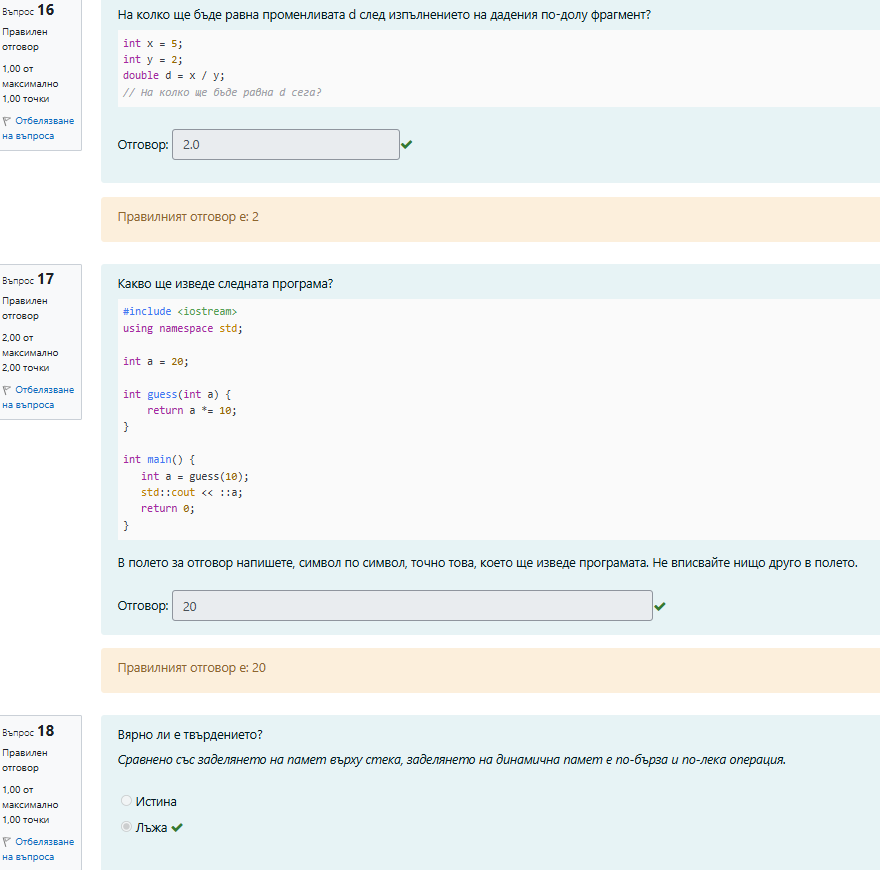 Въпрос 16
Правилен
отговор
1,00 от
максимално
1,00 точки
Отбелязване
на въпроса
На колко ще бъде равна променливата d след изпълнението на дадения по-долу фрагмент?
int x = 5;
int y = 2;
double d = x / y;
// На колко ще бъде равна d сега?
Отговор: 2.0
Правилният отговор е: 2
Въпрос 17
Правилен
отговор
2,00 от
максимално
2,00 точки
Отбелязване
на въпроса
Какво ще изведе следната програма?
#include <iostream>
using namespace std;
int a = 20;
int guess(int a) {
    return a *= 10;
}
int main() {
   int a = guess(10);
   std::cout << ::a;
   return 0;
}
В полето за отговор напишете, символ по символ, точно това, което ще изведе програмата. Не вписвайте нищо друго в полето.
Отговор: 20
Правилният отговор е: 20
Въпрос 18
Правилен
отговор
1,00 от
максимално
1,00 точки
Отбелязване
на въпроса
Вярно ли е твърдението?
Сравнено със заделянето на памет върху стека, заделянето на динамична памет е по-бърза и по-лека операция.
Истина
Лъжа